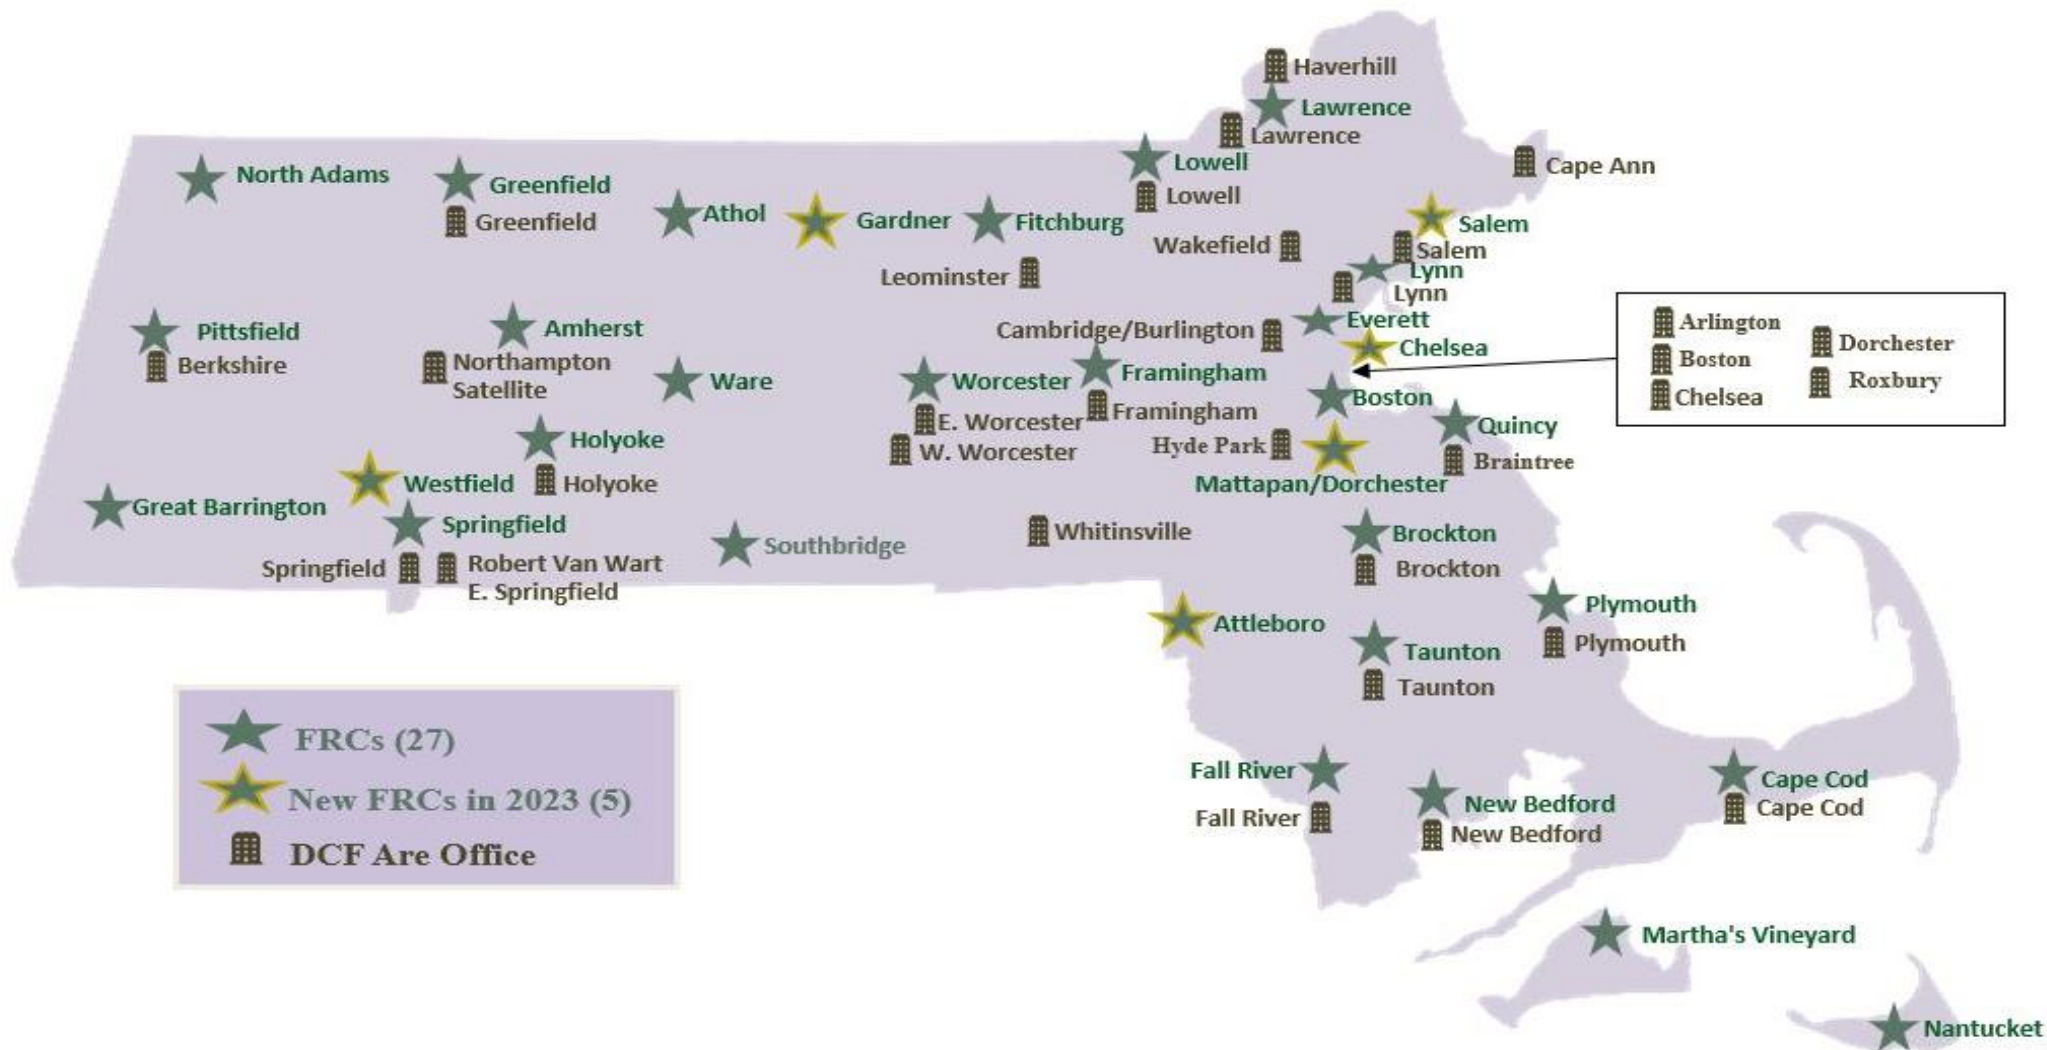 Haverhill
Lawrence
Lawrence
Lowell
Lowell
Cape Ann
North Adams
Greenfield
Greenfield
Athol
Gardner
Fitchburg
Leominster
Wakefield
Salem
Salem
Lynn
Lynn
Pittsfield
Berkshire
Amherst
Northampton
Satellite
Ware
Cambridge/Burlington
Everett
Chelsea
Arlington
Boston
Chelsea
Dorchester
Roxbury
Worcester
E. Worcester
W. Worcester
Framingham
Framingham
Boston
Hyde Park
Mattapan/Dorchester
Quincy
Braintree
Holyoke
Holyoke
Westfield
Great Barrington
Springfield
Springfield
Robert Van Wart
E. Springfield
Southbridge
Whitinsville
Brockton
Brockton
Attleboro
Plymouth
Plymouth
Taunton
Taunton
FRCs (27)
New FRCs in 2023 (5)
DCF Are Office
Fall River
Fall River
New Bedford
New Bedford
Cape Cod
Cape Cod
Martha's Vineyard
Nantucket